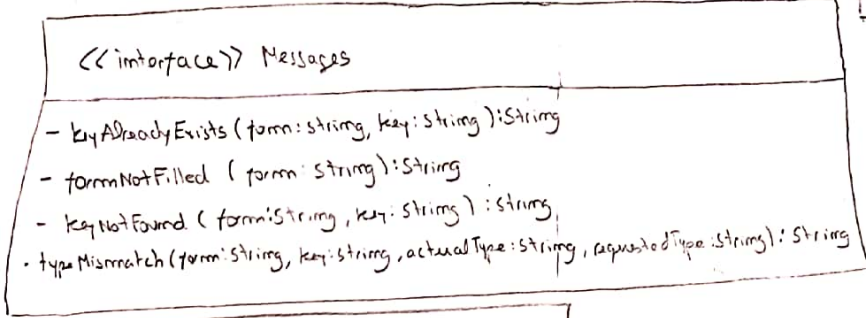 <<interface>> Messages
- keyAlreadyExists (form: string, key: string): String
- formNotFilled (form: String): String
- keyNotFound (form: String, key: String): String
- typeMismatch (form: String, key: string, actualType: String, requestedType: String): String